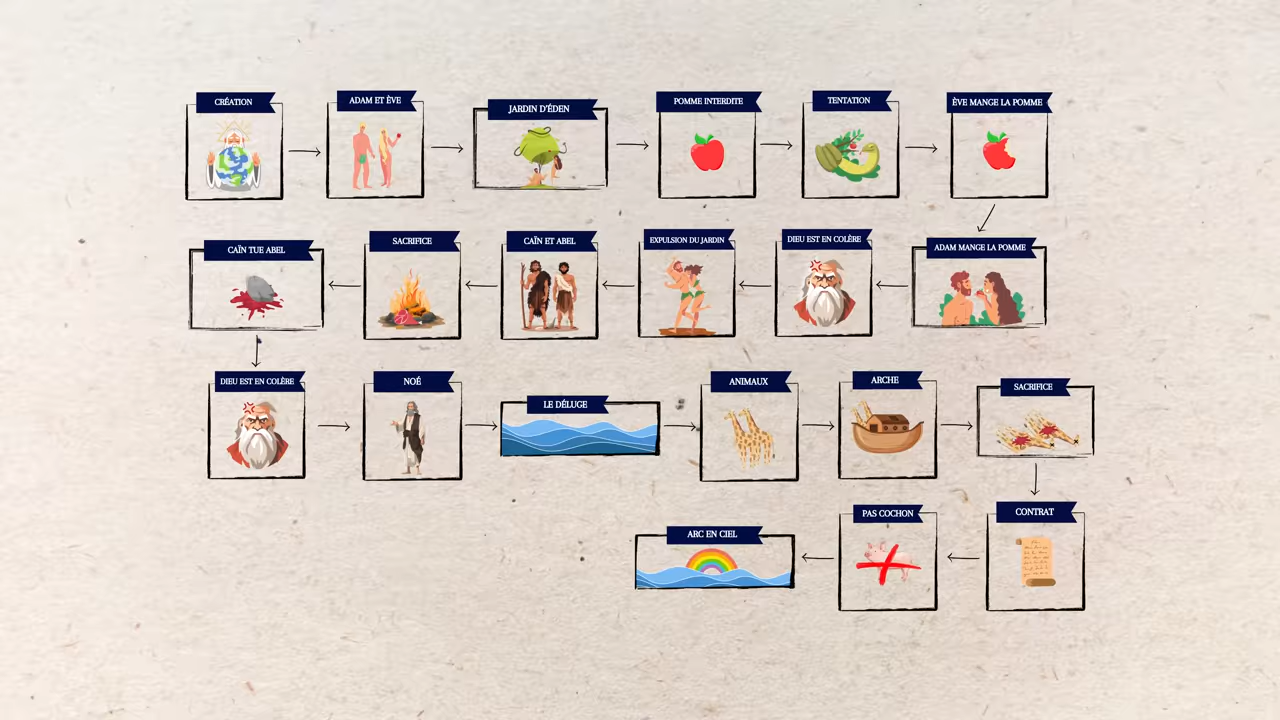 CRÉATION
ADAM ET ÈVE
JARDIN D'ÉDEN
POMME INTERDITE
TENTATION
ÈVE MANGE LA POMME
ADAM MANGE LA POMME
DIEU EST EN COLÈRE
EXPULSION DU JARDIN
CAÏN ET ABEL
SACRIFICE
CAÏN TUE ABEL
DIEU EST EN COLÈRE
NOÉ
LE DÉLUGE
ANIMAUX
ARCHE
SACRIFICE
CONTRAT
PAS COCHON
ARC EN CIEL